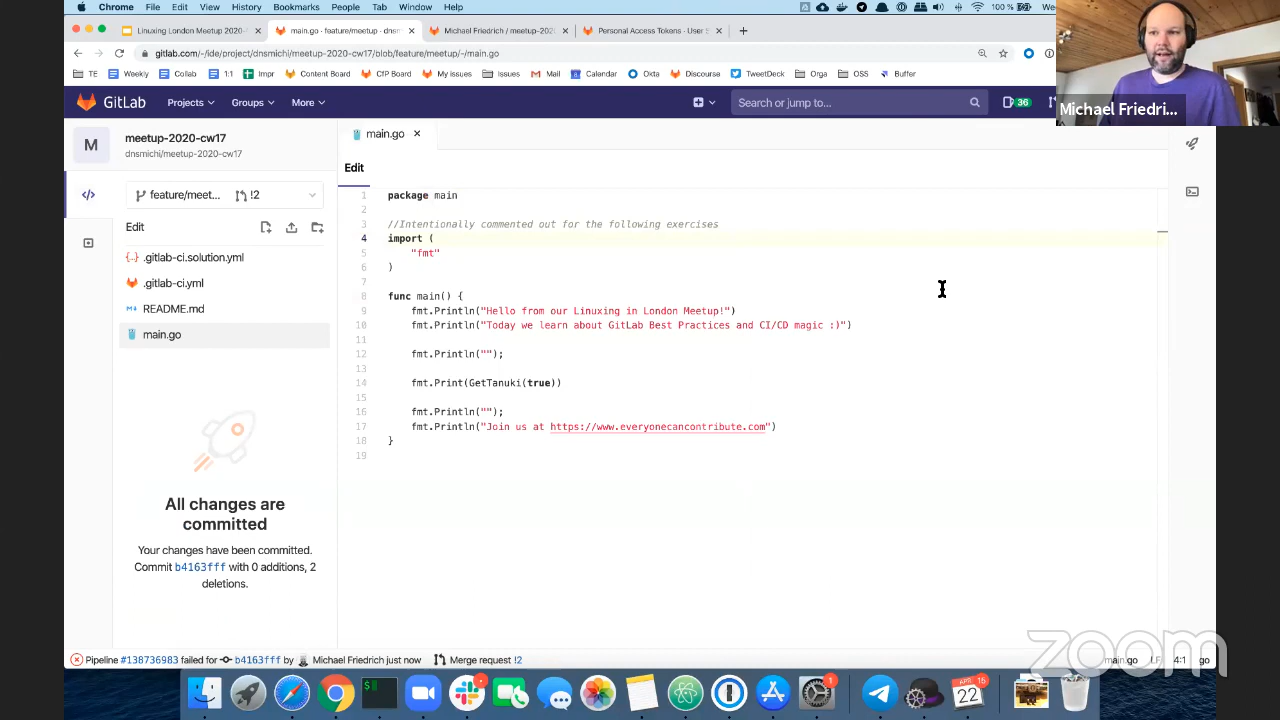 Chrome File Edit View History Bookmarks People Tab Window Help 100 % We
Linuxing London Meetup 2020- main.go · feature/meetup · dnsm Michael Friedrich / meetup-202 Personal Access Tokens · User S
gitlab.com/-/ide/project/dnsmichi/meetup-2020-cw17/blob/feature/meetup/-/main.go
TE Weekly Collab 1:1 Impr Content Board CfP Board My issues Issues Mail Calendar Okta Discourse TweetDeck Orga OSS Buffer
GitLab Projects Groups More Search or jump to... 36
Michael Friedri...
M meetup-2020-cw17
dnsmichi/meetup-2020-cw17
main.go
Edit
feature/meet... !2
Edit
.gitlab-ci.solution.yml
.gitlab-ci.yml
README.md
main.go
1 package main
2
3 //Intentionally commented out for the following exercises
4 import (
5 "fmt"
6 )
7
8 func main() {
9 fmt.Println("Hello from our Linuxing in London Meetup!")
10 fmt.Println("Today we learn about GitLab Best Practices and CI/CD magic :)")
11
12 fmt.Println("");
13
14 fmt.Print(GetTanuki(true))
15
16 fmt.Println("");
17 fmt.Println("Join us at https://www.everyonecancontribute.com")
18 }
19
All changes are
committed
Your changes have been committed.
Commit b4163fff with 0 additions, 2
deletions.
Pipeline #138736983 failed for b4163fff by Michael Friedrich just now Merge request !2 main.go LF 4:1 go
zoom
$
1
1
APR 15
22